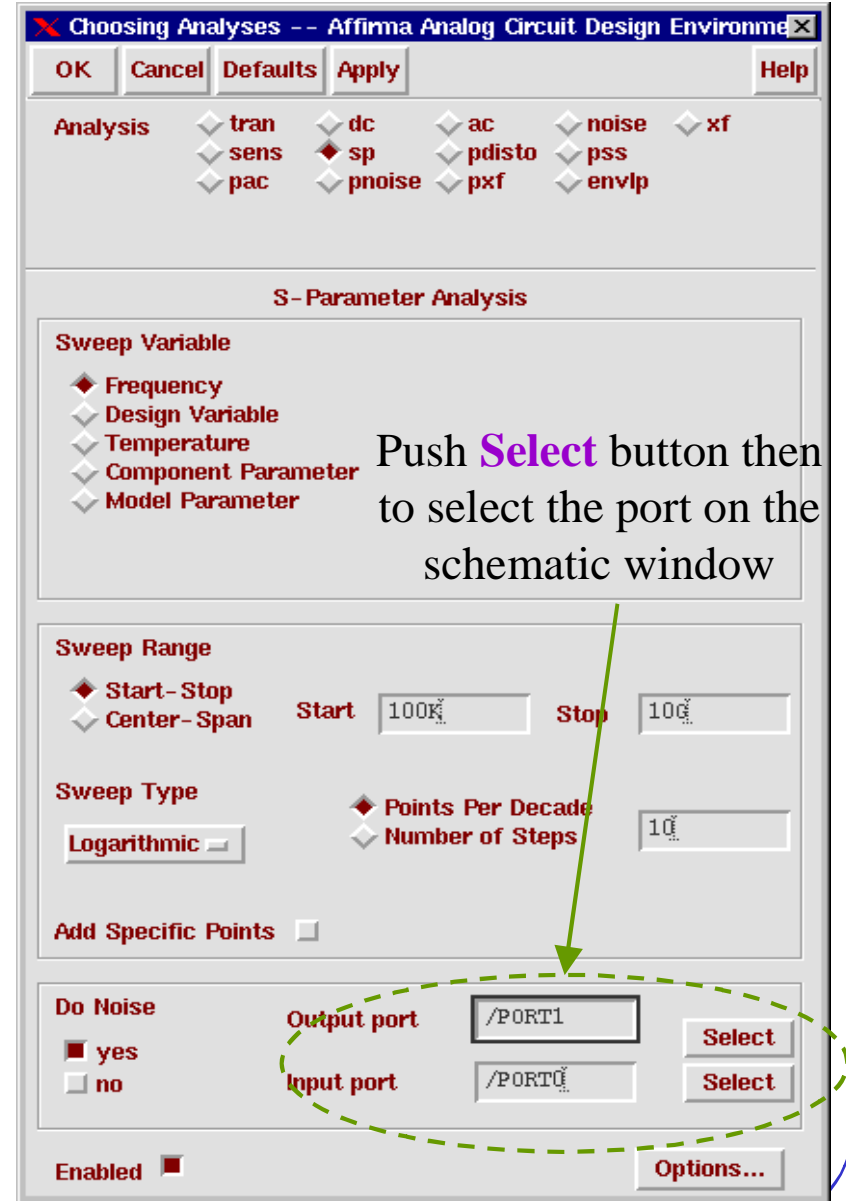 Choosing Analyses -- Affirma Analog Circuit Design Environme
OK Cancel Defaults Apply Help
Analysis tran dc ac noise xf
sens sp pdisto pss
pac pnoise pxf envlp
S-Parameter Analysis
Sweep Variable
Frequency
Design Variable
Temperature
Component Parameter
Model Parameter
Push Select button then
to select the port on the
schematic window
Sweep Range
Start-Stop
Center-Span
Start 100K Stop 10G
Sweep Type
Logarithmic
Points Per Decade
Number of Steps
10
Add Specific Points
Do Noise
yes
no
Output port /PORT1 Select
Input port /PORT0 Select
Enabled Options...